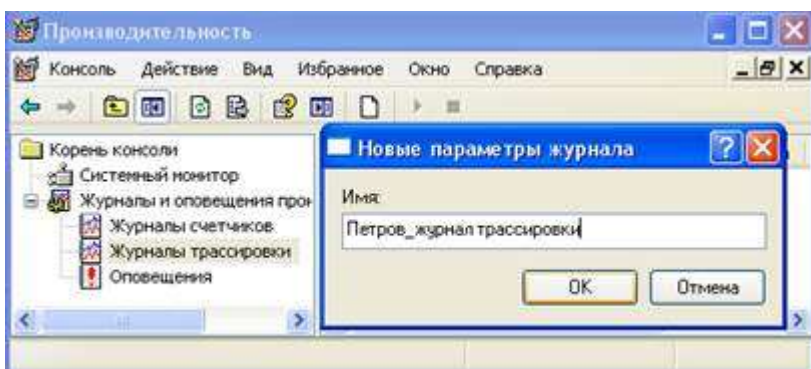 Производительность
Консоль Действие Вид Избранное Окно Справка
Корень консоли
Системный монитор
Журналы и оповещения прои
Журналы счетчиков
Журналы трассировки
Оповещения
Новые параметры журнала
Имя:
Петров_журнал трассировки
OK Отмена